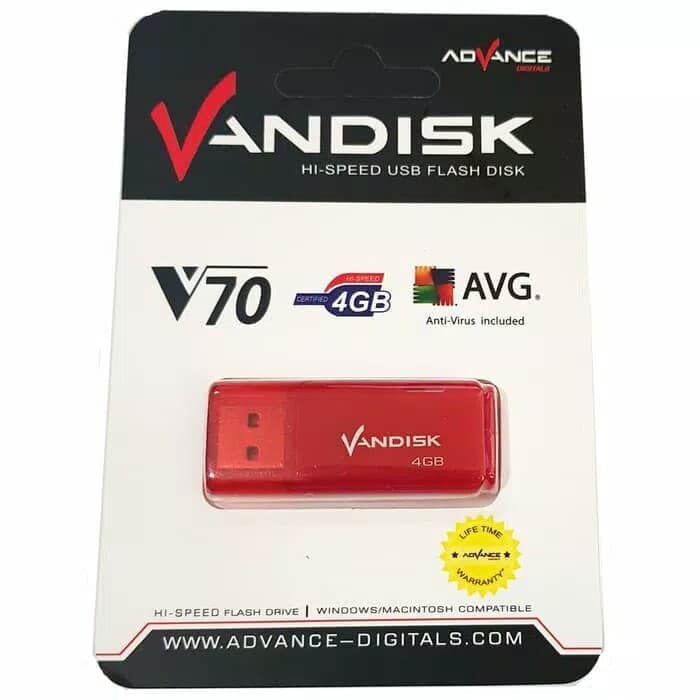 ADVANCE
DIGITALS
VANDISK
HI-SPEED USB FLASH DISK
V70
HI-SPEED
CERTIFIED
4GB
AVG®
Anti-Virus included
VANDISK
4GB
LIFE TIME
ADVANCE
WARRANTY*
HI-SPEED FLASH DRIVE | WINDOWS/MACINTOSH COMPATIBLE
WWW.ADVANCE-DIGITALS.COM